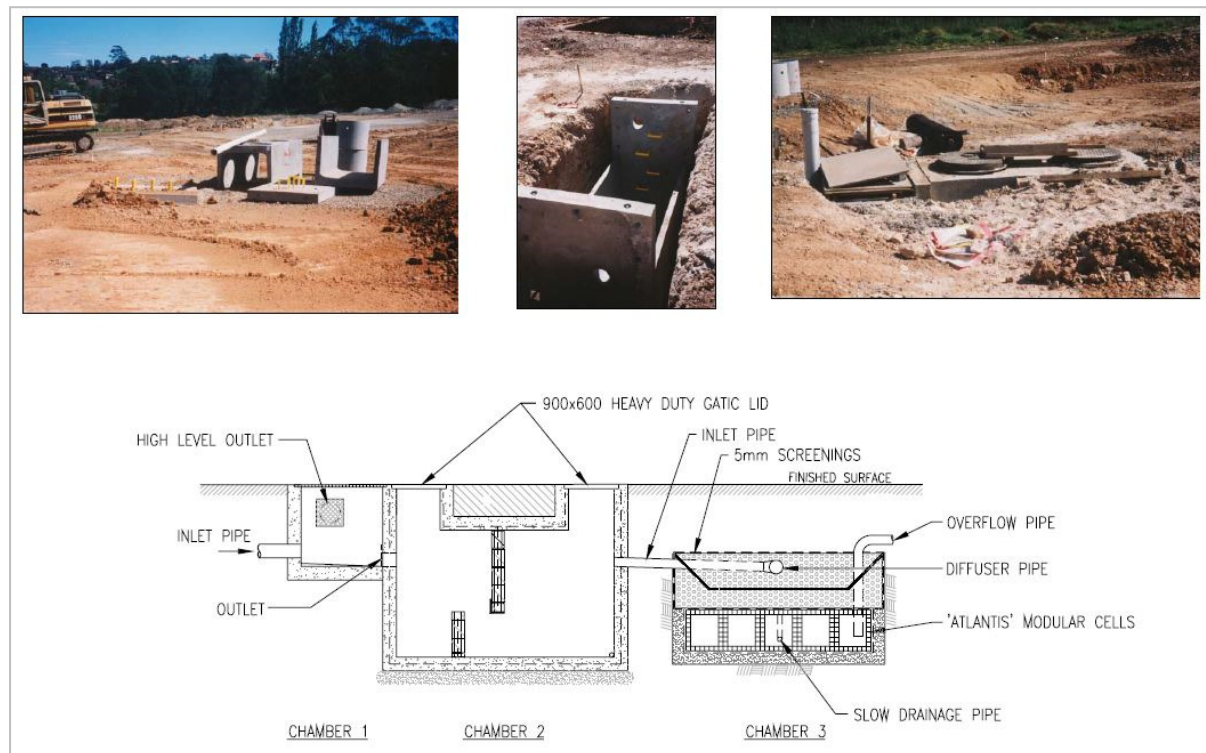 900x600 HEAVY DUTY GATIC LID
INLET PIPE
HIGH LEVEL OUTLET
5mm SCREENINGS
FINISHED SURFACE
INLET PIPE
OVERFLOW PIPE
DIFFUSER PIPE
OUTLET
'ATLANTIS' MODULAR CELLS
SLOW DRAINAGE PIPE
CHAMBER 1
CHAMBER 2
CHAMBER 3